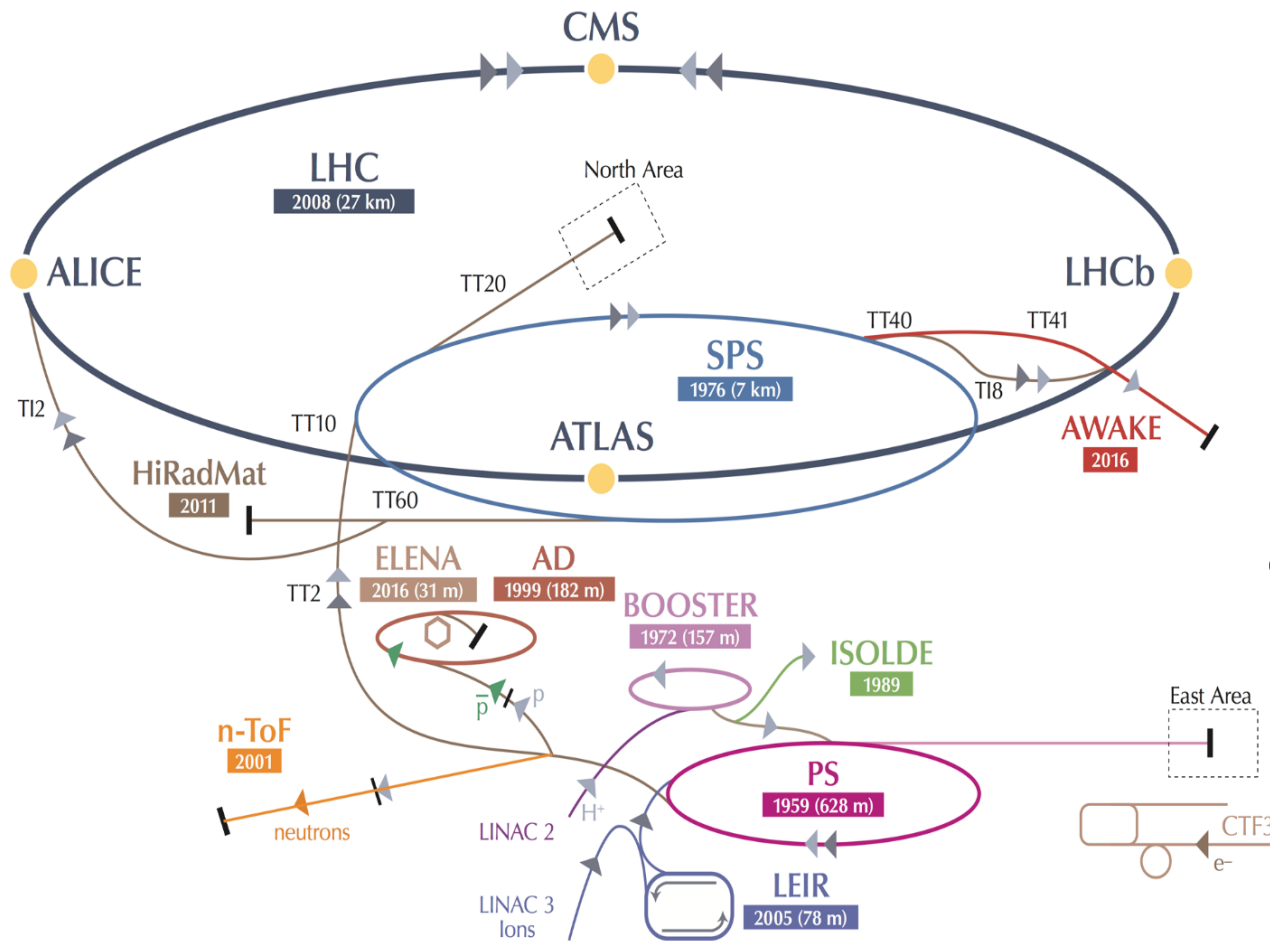 CMS
LHC
2008 (27 km)
North Area
ALICE
LHCb
TT20
TT40
TT41
SPS
1976 (7 km)
TI8
TI2
TT10
ATLAS
AWAKE
2016
HiRadMat
2011
TT60
ELENA
2016 (31 m)
AD
1999 (182 m)
TT2
BOOSTER
1972 (157 m)
ISOLDE
1989
p̅
p
East Area
n-ToF
2001
PS
1959 (628 m)
neutrons
H+
LINAC 2
CTF3
e–
LEIR
2005 (78 m)
LINAC 3
Ions